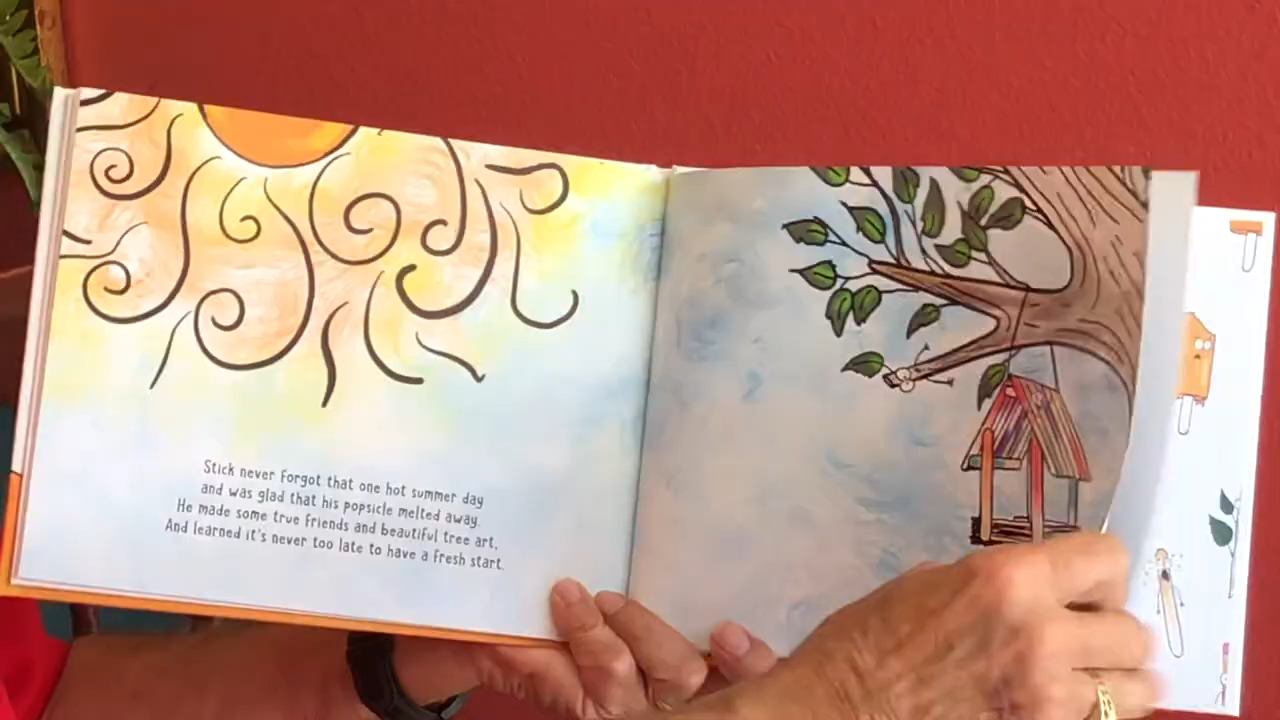 Stick never forgot that one hot summer day
and was glad that his popsicle melted away.
He made some true friends and beautiful tree art,
And learned it's never too late to have a fresh start.